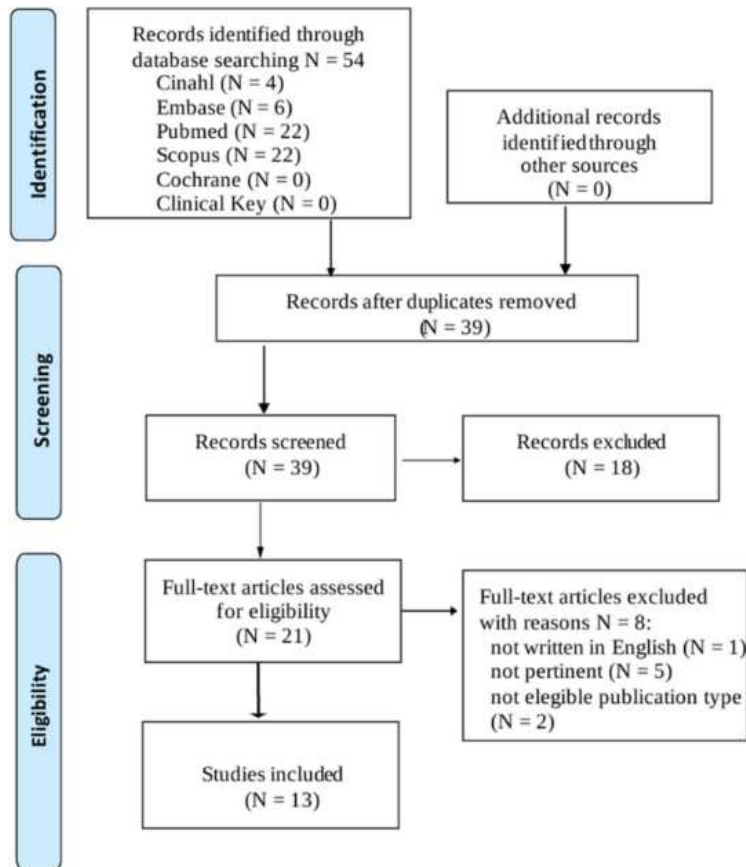 Identification
Records identified through
database searching N = 54
Cinahl (N = 4)
Embase (N = 6)
Pubmed (N = 22)
Scopus (N = 22)
Cochrane (N = 0)
Clinical Key (N = 0)
Additional records
identified through
other sources
(N = 0)
Screening
Records after duplicates removed
(N = 39)
Records screened
(N = 39)
Records excluded
(N = 18)
Eligibility
Full-text articles assessed
for eligibility
(N = 21)
Full-text articles excluded
with reasons N = 8:
not written in English (N = 1)
not pertinent (N = 5)
not elegible publication type
(N = 2)
Studies included
(N = 13)